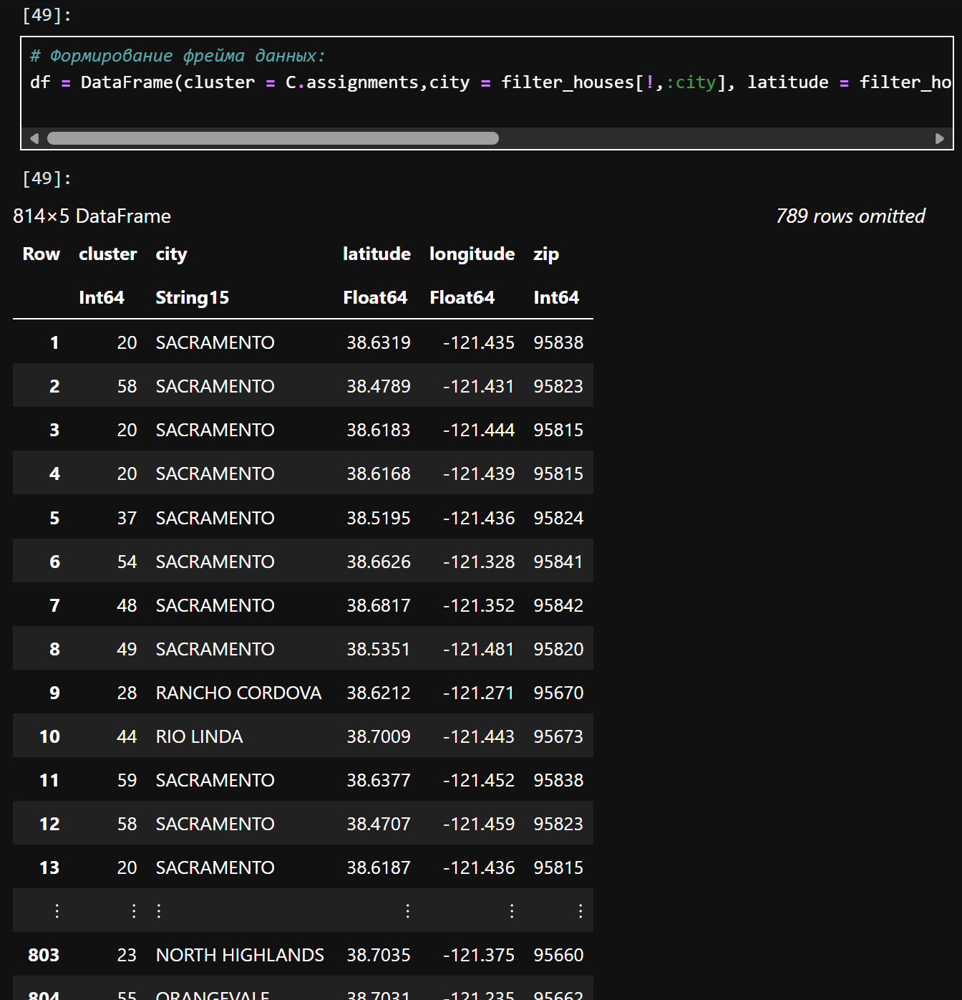 [49]:
# Формирование фрейма данных:
df = DataFrame(cluster = C.assignments,city = filter_houses[!,:city], latitude = filter_ho
[49]:
814×5 DataFrame 789 rows omitted
Row cluster city latitude longitude zip
Int64 String15 Float64 Float64 Int64
1 20 SACRAMENTO 38.6319 -121.435 95838
2 58 SACRAMENTO 38.4789 -121.431 95823
3 20 SACRAMENTO 38.6183 -121.444 95815
4 20 SACRAMENTO 38.6168 -121.439 95815
5 37 SACRAMENTO 38.5195 -121.436 95824
6 54 SACRAMENTO 38.6626 -121.328 95841
7 48 SACRAMENTO 38.6817 -121.352 95842
8 49 SACRAMENTO 38.5351 -121.481 95820
9 28 RANCHO CORDOVA 38.6212 -121.271 95670
10 44 RIO LINDA 38.7009 -121.443 95673
11 59 SACRAMENTO 38.6377 -121.452 95838
12 58 SACRAMENTO 38.4707 -121.459 95823
13 20 SACRAMENTO 38.6187 -121.436 95815
⋮ ⋮ ⋮ ⋮ ⋮ ⋮
803 23 NORTH HIGHLANDS 38.7035 -121.375 95660
804 55 ORANGEVALE 38.7031 -121.235 95662